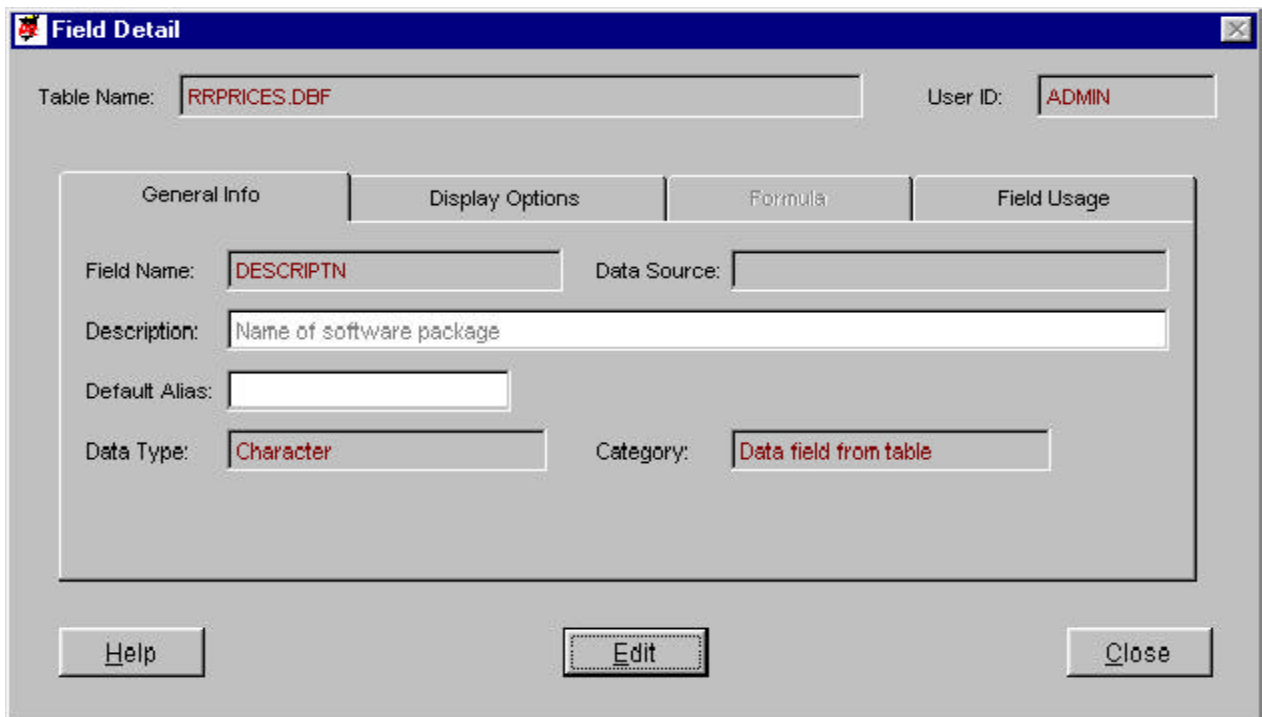 Field Detail
Table Name: RRPRICES.DBF User ID: ADMIN
General Info Display Options Formula Field Usage
Field Name: DESCRIPTN Data Source:
Description: Name of software package
Default Alias:
Data Type: Character Category: Data field from table
Help Edit Close